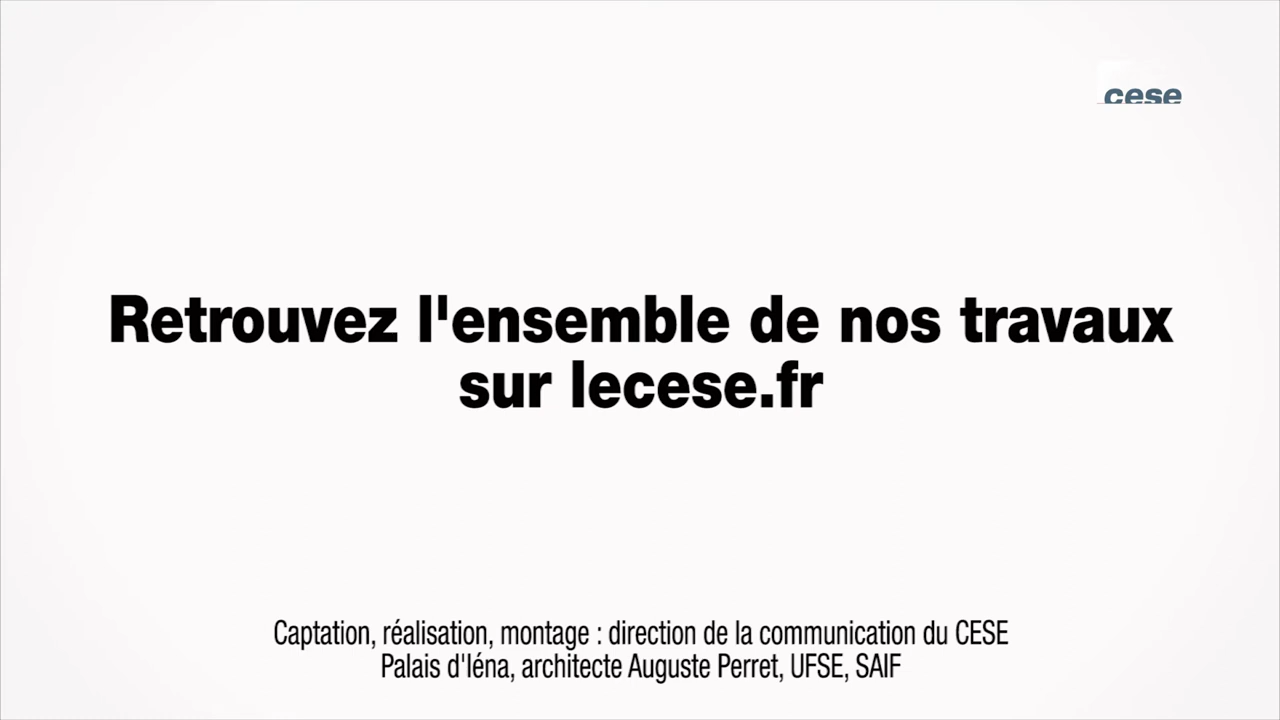 cese
Retrouvez l'ensemble de nos travaux
sur lecese.fr
Captation, réalisation, montage : direction de la communication du CESE
Palais d'Iéna, architecte Auguste Perret, UFSE, SAIF